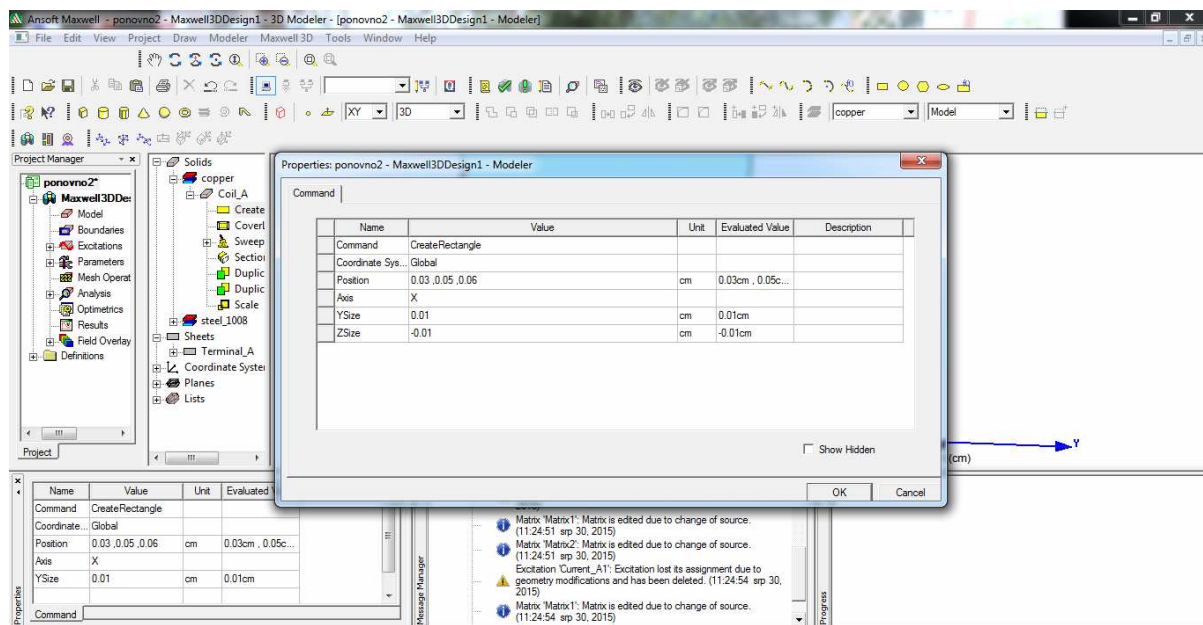 Ansoft Maxwell - ponovno2 - Maxwell3DDesign1 - 3D Modeler - [ponovno2 - Maxwell3DDesign1 - Modeler]
File Edit View Project Draw Modeler Maxwell 3D Tools Window Help
XY 3D copper Model
Project Manager
ponovno2*
Maxwell3DDe:
Model
Boundaries
Excitations
Parameters
Mesh Operat
Analysis
Optimetrics
Results
Field Overlay
Definitions
Project
Solids
copper
Coil_A
Create
Coverl
Sweep
Section
Duplic
Duplic
Scale
steel_1008
Sheets
Terminal_A
Coordinate Syste
Planes
Lists
Properties: ponovno2 - Maxwell3DDesign1 - Modeler
Command
Name Value Unit Evaluated Value Description
Command CreateRectangle
Coordinate Sys... Global
Position 0.03 ,0.05 ,0.06 cm 0.03cm , 0.05c...
Axis X
YSize 0.01 cm 0.01cm
ZSize -0.01 cm -0.01cm
Show Hidden
OK Cancel
Y
(cm)
Name Value Unit Evaluated V
Command CreateRectangle
Coordinate... Global
Position 0.03 ,0.05 ,0.06 cm 0.03cm , 0.05c...
Axis X
YSize 0.01 cm 0.01cm
Command
Properties
Message Manager
2015)
Matrix 'Matrix1': Matrix is edited due to change of source.
(11:24:51 srp 30, 2015)
Matrix 'Matrix2': Matrix is edited due to change of source.
(11:24:51 srp 30, 2015)
Excitation 'Current_A1': Excitation lost its assignment due to
geometry modifications and has been deleted. (11:24:54 srp 30,
2015)
Matrix 'Matrix1': Matrix is edited due to change of source.
(11:24:54 srp 30, 2015)
Progress